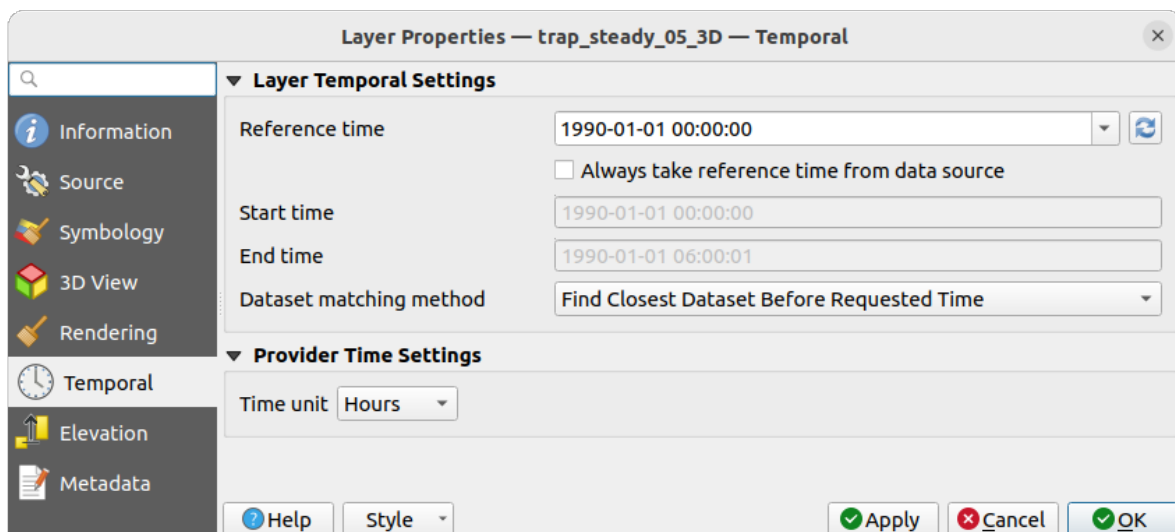 Layer Properties — trap_steady_05_3D — Temporal
Information
Source
Symbology
3D View
Rendering
Temporal
Elevation
Metadata
Layer Temporal Settings
Reference time 1990-01-01 00:00:00
Always take reference time from data source
Start time 1990-01-01 00:00:00
End time 1990-01-01 06:00:01
Dataset matching method Find Closest Dataset Before Requested Time
Provider Time Settings
Time unit Hours
Help Style Apply Cancel OK